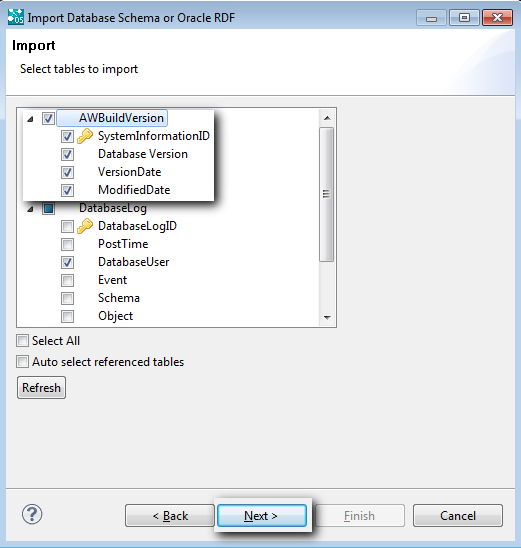 Import Database Schema or Oracle RDF
Import
Select tables to import
AWBuildVersion
SystemInformationID
Database Version
VersionDate
ModifiedDate
DatabaseLog
DatabaseLogID
PostTime
DatabaseUser
Event
Schema
Object
Select All
Auto select referenced tables
Refresh
? < Back Next > Finish Cancel